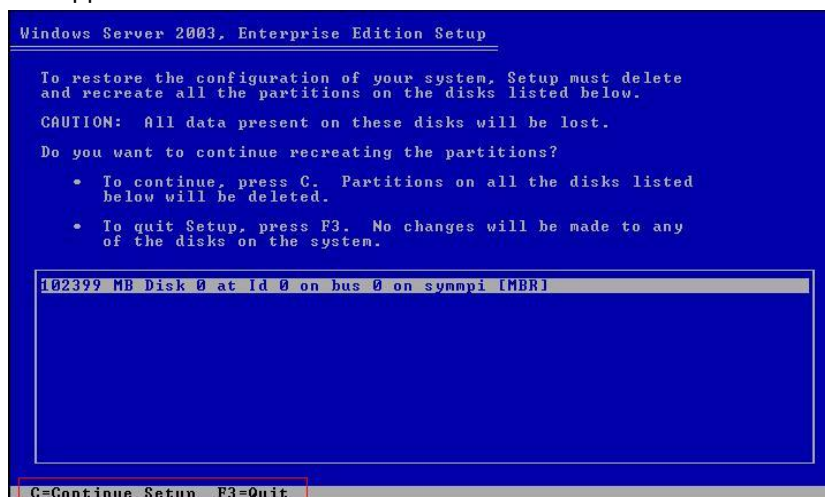 Windows Server 2003, Enterprise Edition Setup
To restore the configuration of your system, Setup must delete
and recreate all the partitions on the disks listed below.
CAUTION: All data present on these disks will be lost.
Do you want to continue recreating the partitions?
• To continue, press C. Partitions on all the disks listed
below will be deleted.
• To quit Setup, press F3. No changes will be made to any
of the disks on the system.
102399 MB Disk 0 at Id 0 on bus 0 on symmpi [MBR]
C=Continue Setup F3=Quit